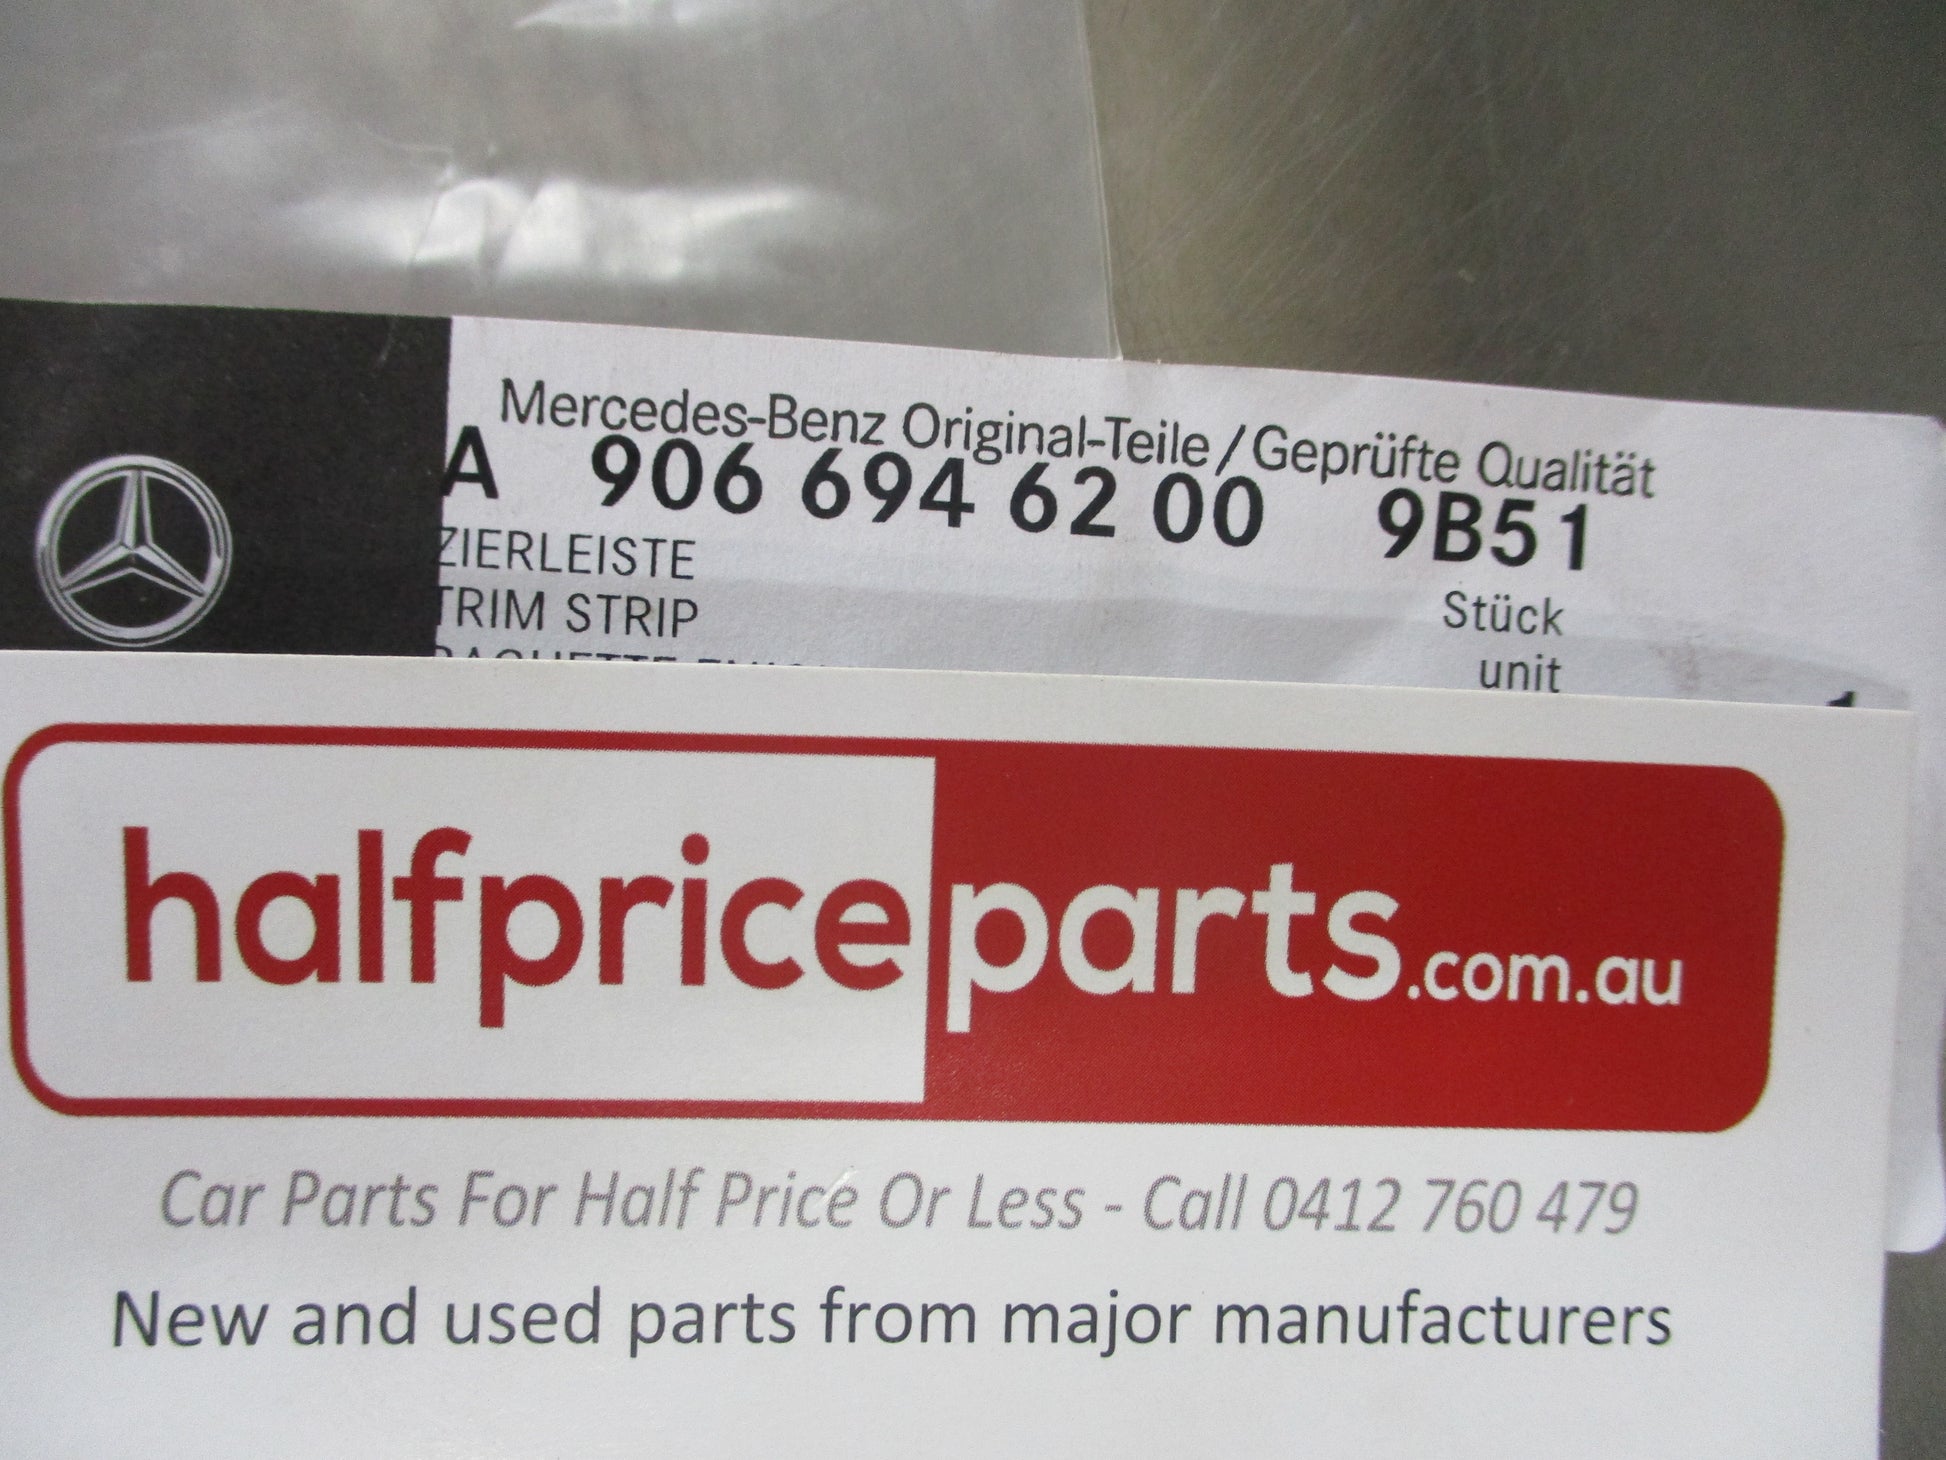 Mercedes-Benz Original-Teile / Geprüfte Qualität
A 906 694 62 00 9B51
ZIERLEISTE
TRIM STRIP
Stück
unit
halfpriceparts.com.au
Car Parts For Half Price Or Less - Call 0412 760 479
New and used parts from major manufacturers